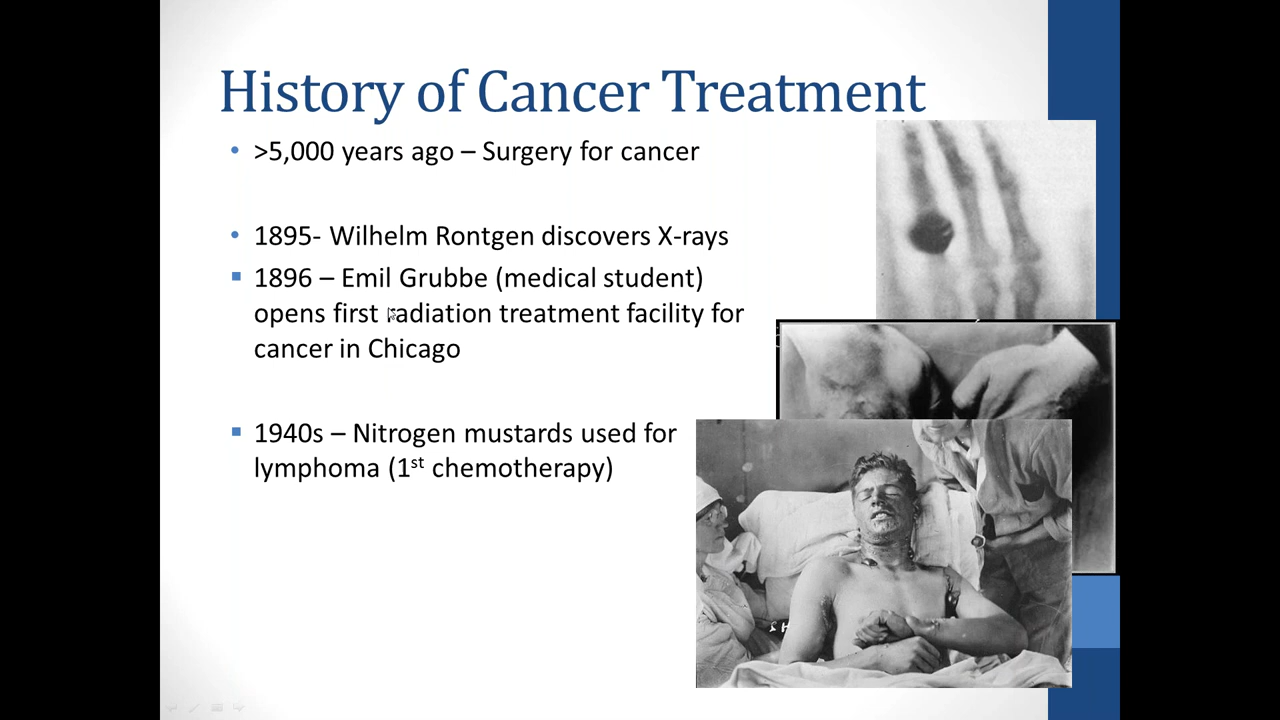 History of Cancer Treatment
• >5,000 years ago – Surgery for cancer
• 1895- Wilhelm Rontgen discovers X-rays
▪ 1896 – Emil Grubbe (medical student)
opens first radiation treatment facility for
cancer in Chicago
▪ 1940s – Nitrogen mustards used for
lymphoma (1st chemotherapy)